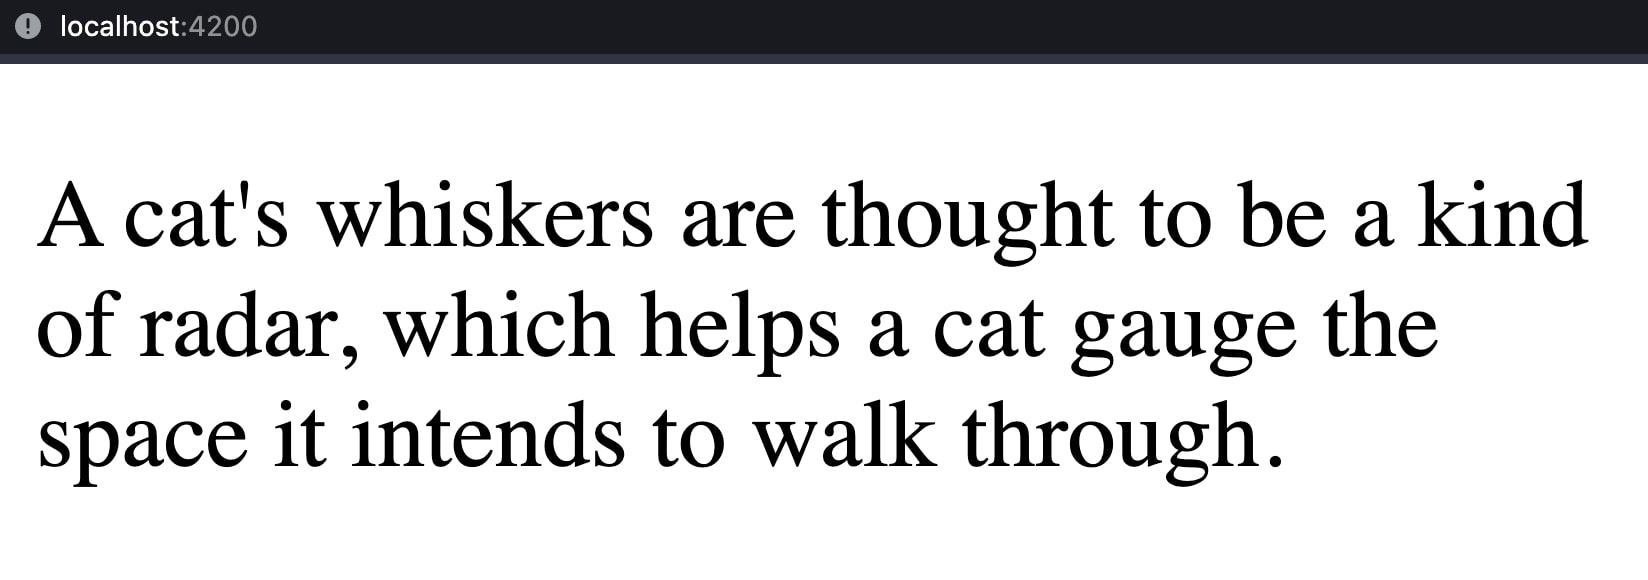 localhost:4200
A cat's whiskers are thought to be a kind
of radar, which helps a cat gauge the
space it intends to walk through.